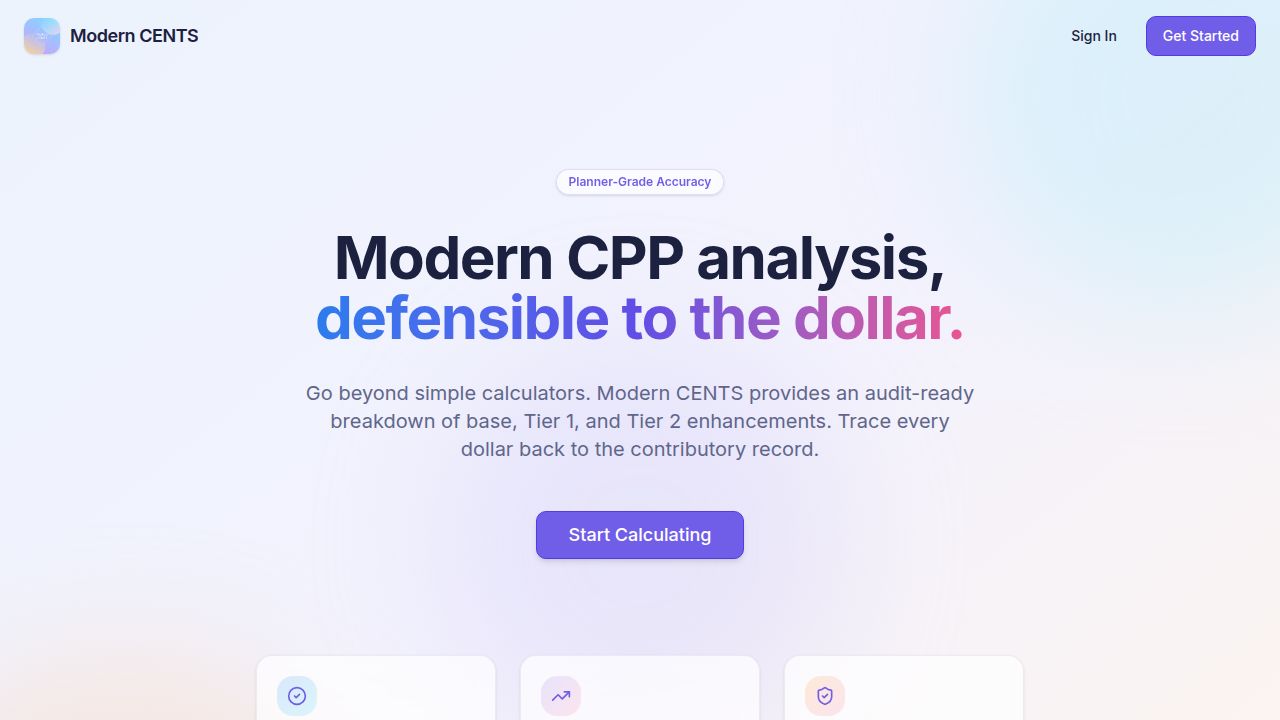 Modern CENTS
Sign In
Get Started
Planner-Grade Accuracy
Modern CPP analysis,
defensible to the dollar.
Go beyond simple calculators. Modern CENTS provides an audit-ready
breakdown of base, Tier 1, and Tier 2 enhancements. Trace every
dollar back to the contributory record.
Start Calculating